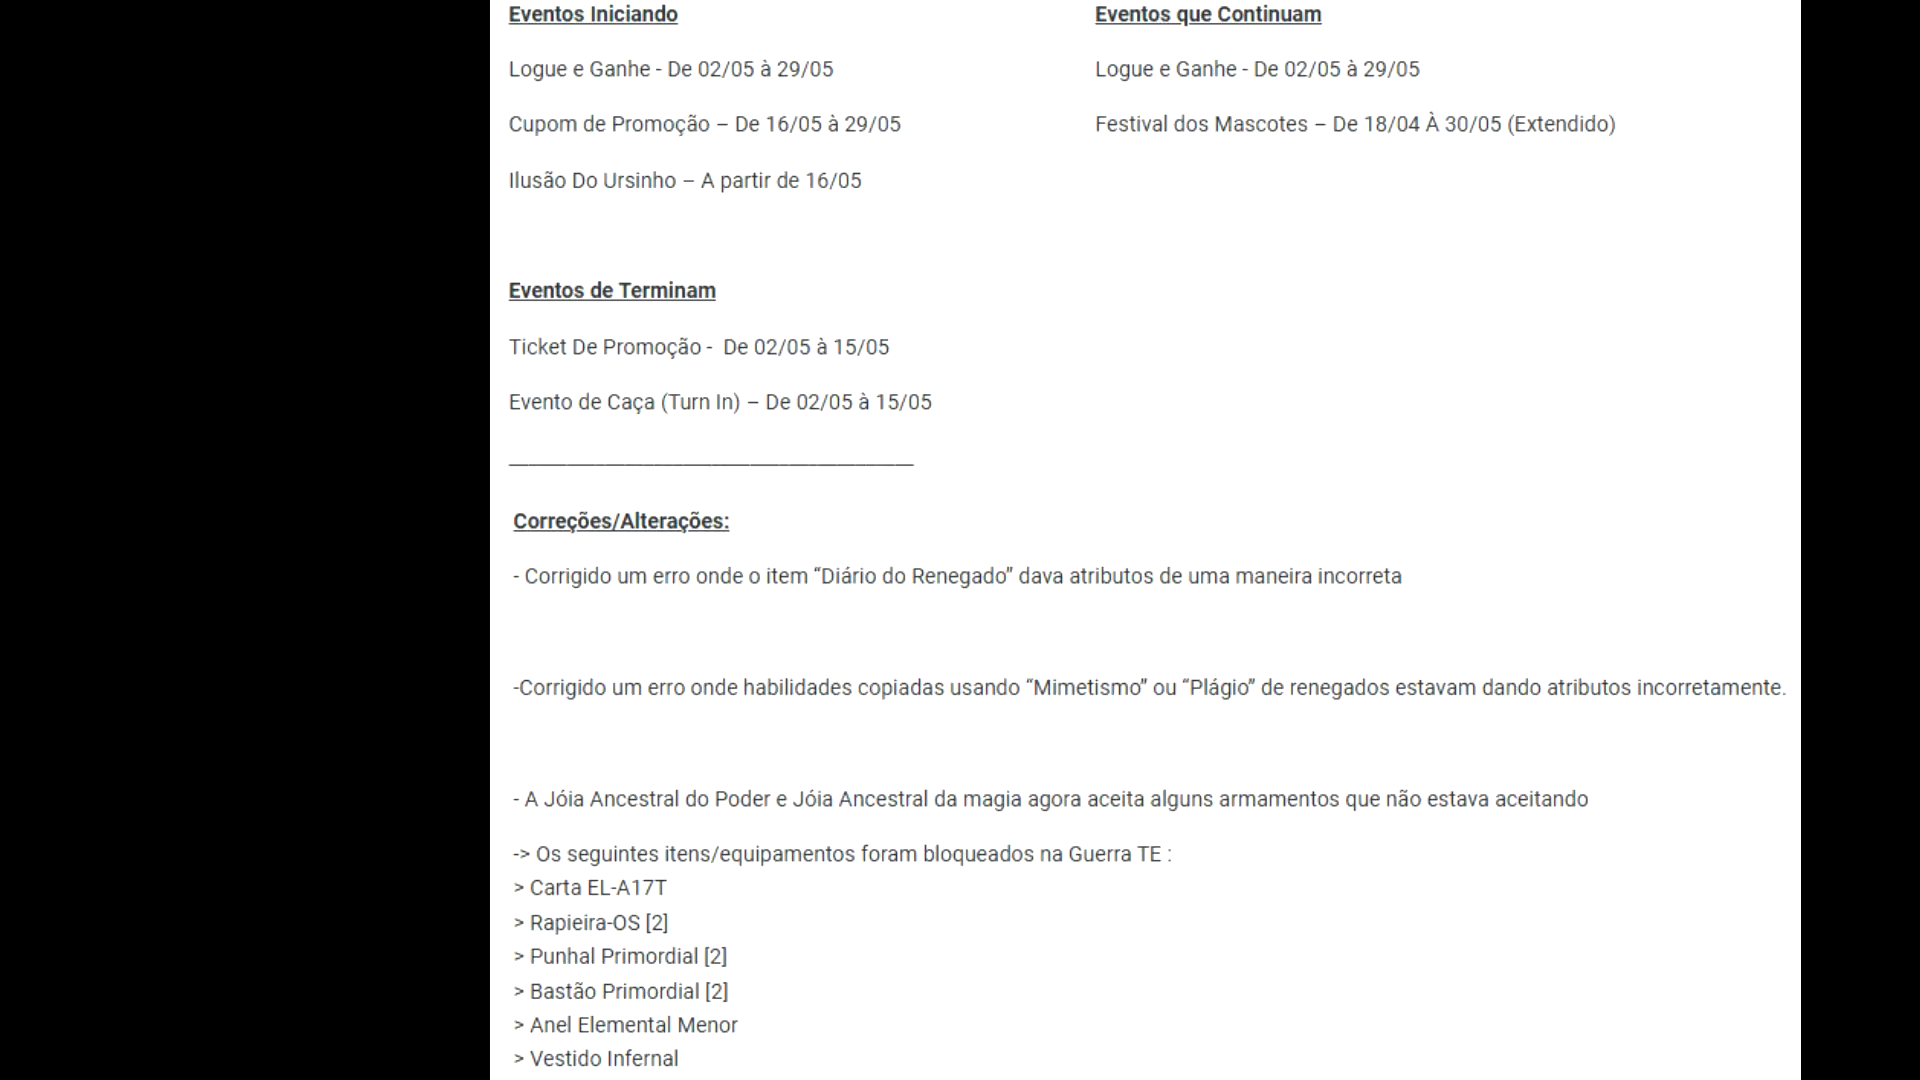 Eventos Iniciando
Logue e Ganhe - De 02/05 à 29/05
Cupom de Promoção – De 16/05 à 29/05
Ilusão Do Ursinho – A partir de 16/05
Eventos que Continuam
Logue e Ganhe - De 02/05 à 29/05
Festival dos Mascotes – De 18/04 À 30/05 (Extendido)
Eventos de Terminam
Ticket De Promoção -  De 02/05 à 15/05
Evento de Caça (Turn In) – De 02/05 à 15/05
Correções/Alterações:
- Corrigido um erro onde o item “Diário do Renegado” dava atributos de uma maneira incorreta
-Corrigido um erro onde habilidades copiadas usando “Mimetismo” ou “Plágio” de renegados estavam dando atributos incorretamente.
- A Jóia Ancestral do Poder e Jóia Ancestral da magia agora aceita alguns armamentos que não estava aceitando
-> Os seguintes itens/equipamentos foram bloqueados na Guerra TE :
> Carta EL-A17T
> Rapieira-OS [2]
> Punhal Primordial [2]
> Bastão Primordial [2]
> Anel Elemental Menor
> Vestido Infernal